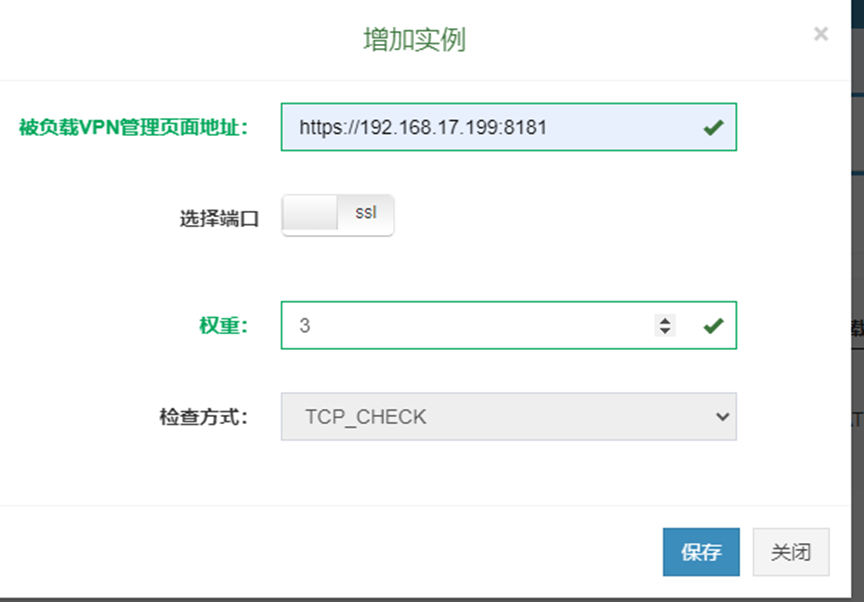 增加实例
×
被负载VPN管理页面地址： https://192.168.17.199:8181
选择端口 ssl
权重： 3
检查方式： TCP_CHECK
保存 关闭